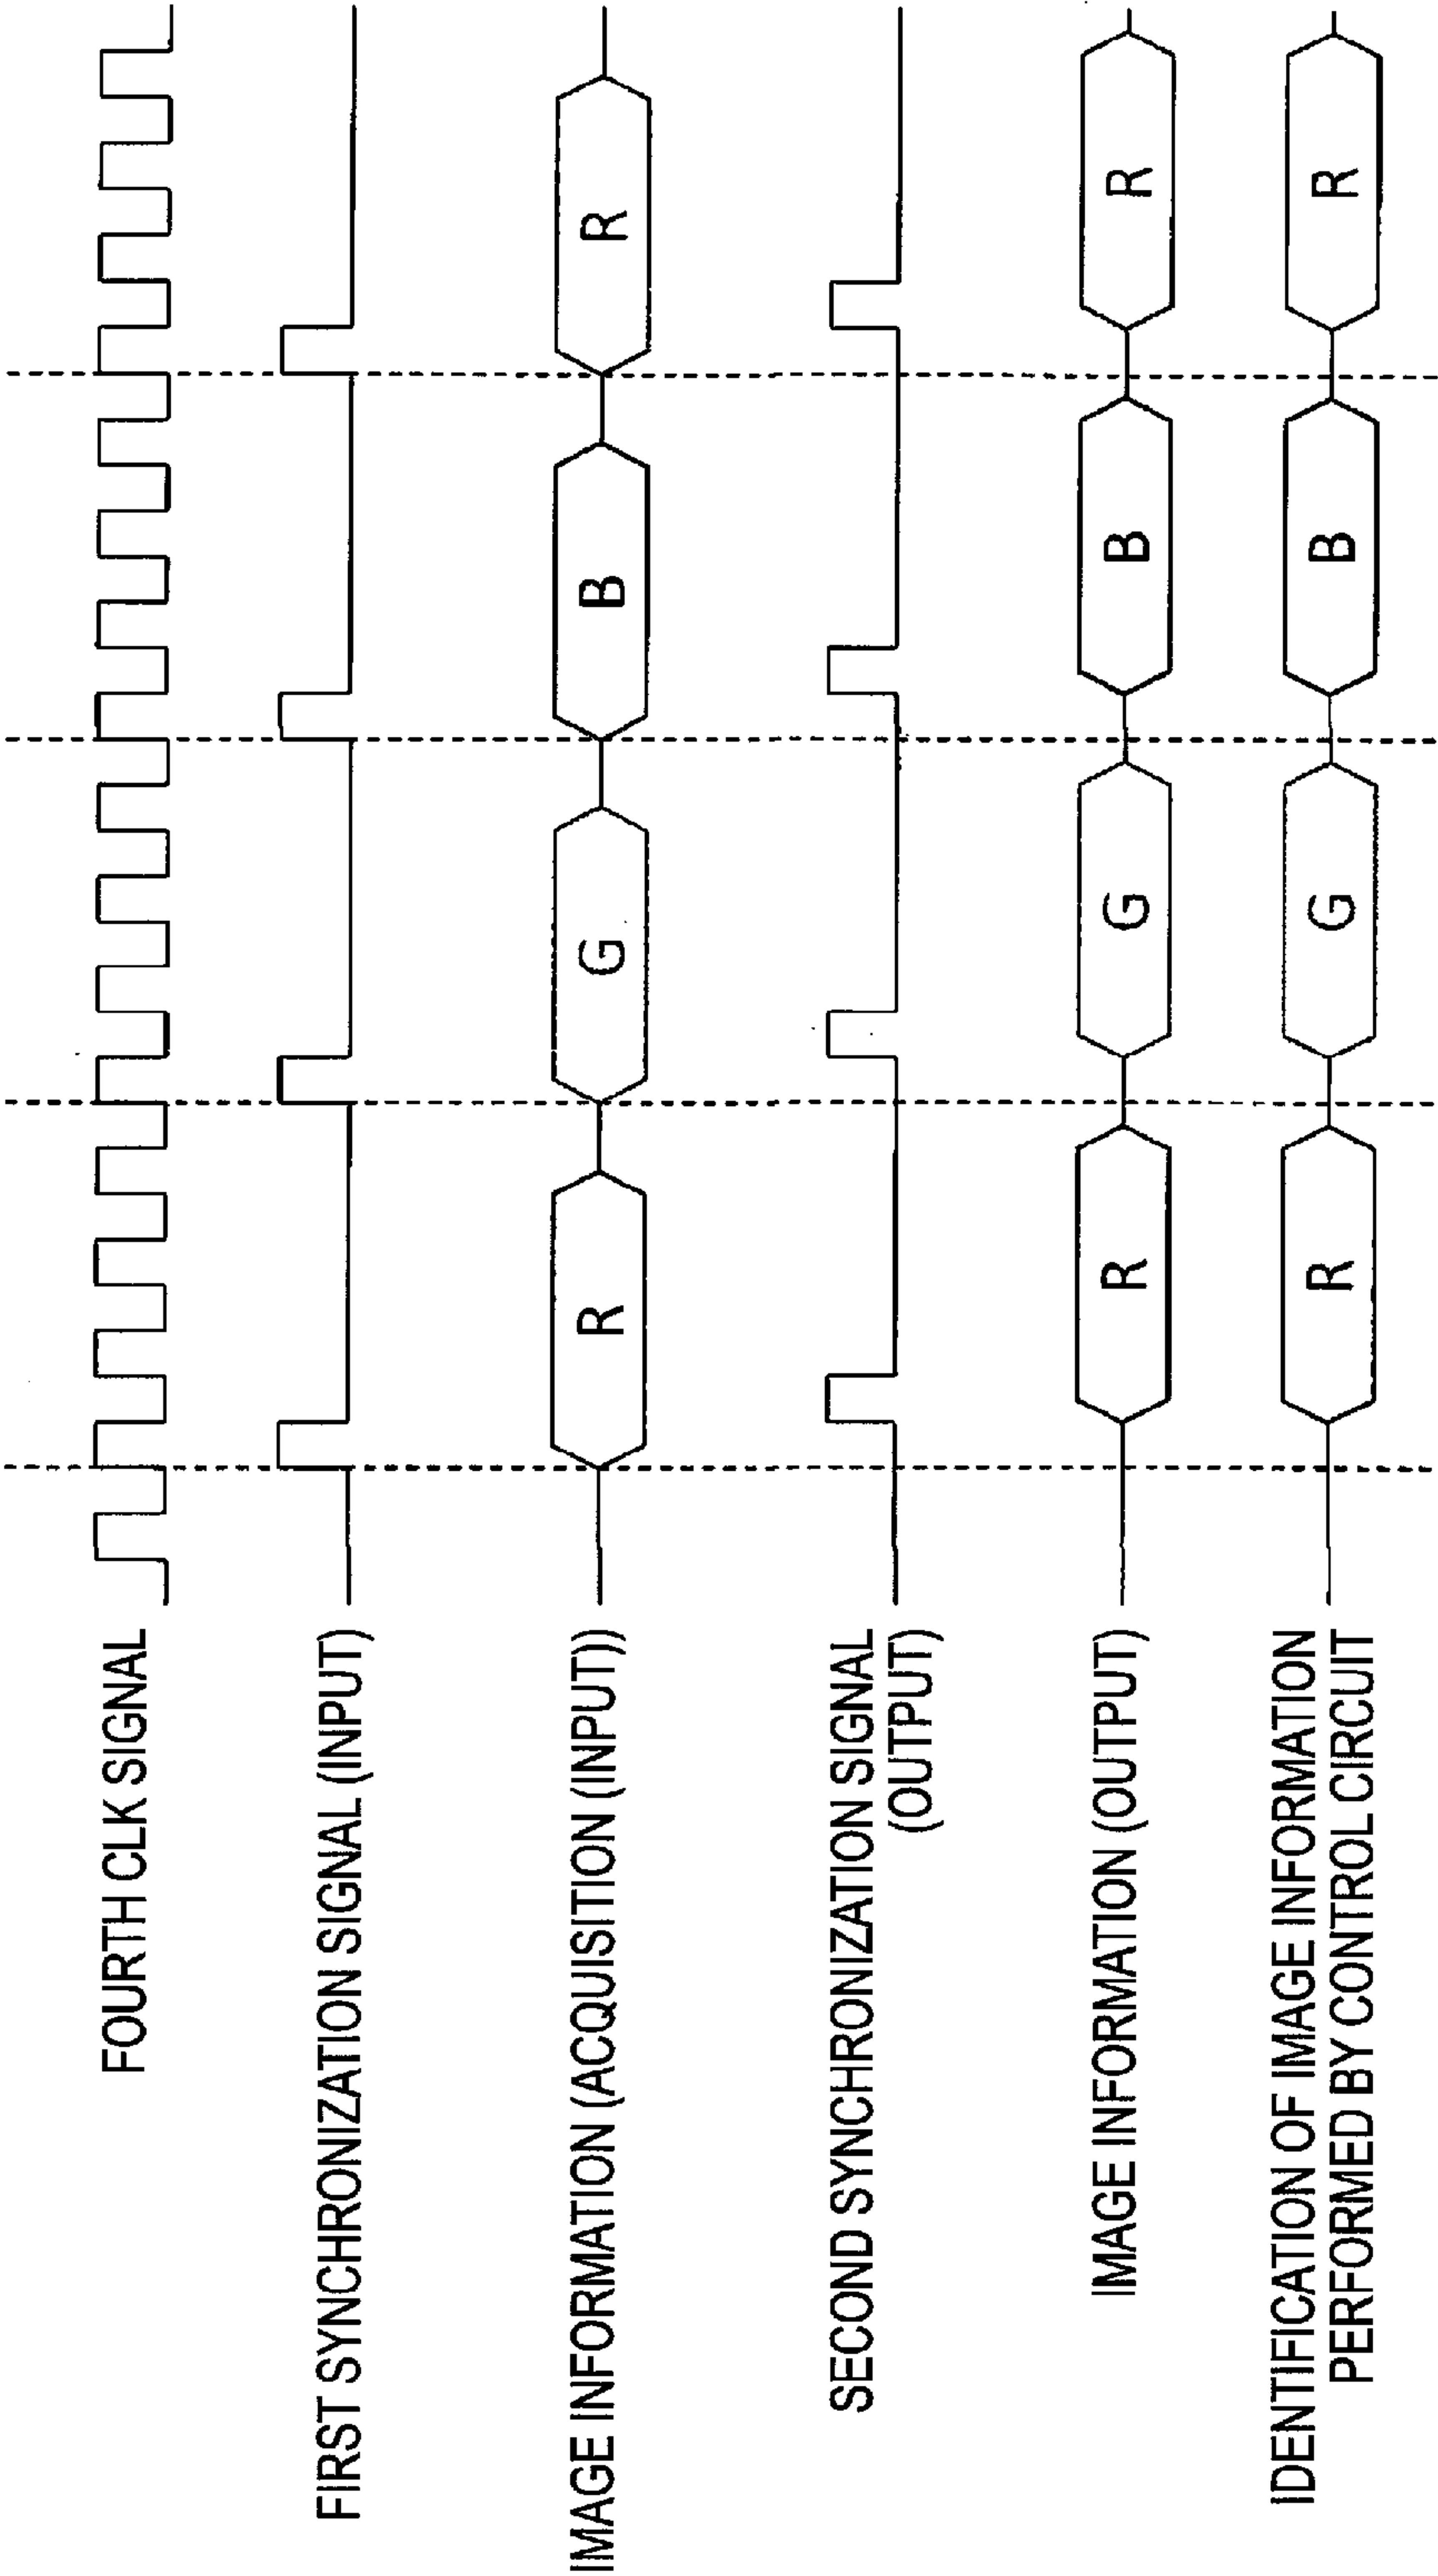 FOURTH CLK SIGNAL
FIRST SYNCHRONIZATION SIGNAL (INPUT)
IMAGE INFORMATION (ACQUISITION (INPUT))
R
G
B
R
SECOND SYNCHRONIZATION SIGNAL
(OUTPUT)
IMAGE INFORMATION (OUTPUT)
R
G
B
R
IDENTIFICATION OF IMAGE INFORMATION
PERFORMED BY CONTROL CIRCUIT
R
G
B
R